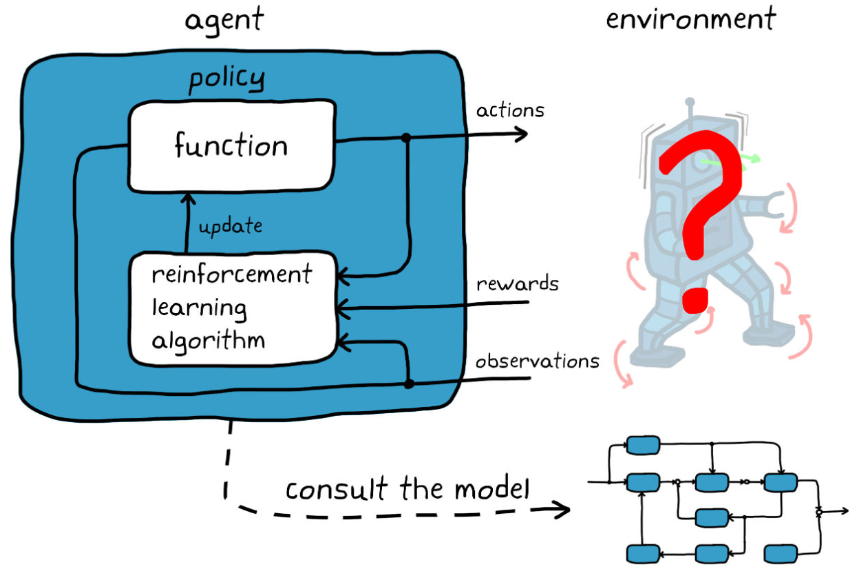 agent
environment
policy
actions
function
update
reinforcement
learning
algorithm
rewards
observations
consult the model
?